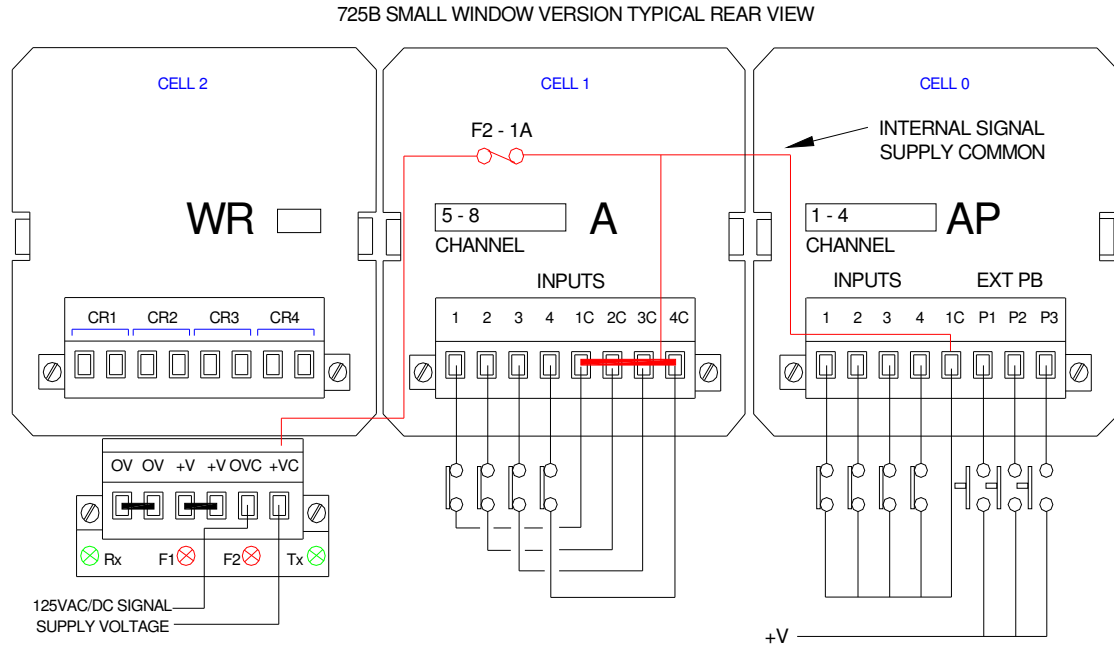 725B SMALL WINDOW VERSION TYPICAL REAR VIEW
CELL 2
CELL 1
CELL 0
F2 - 1A
INTERNAL SIGNAL
SUPPLY COMMON
WR
5 - 8
A
CHANNEL
1 - 4
AP
CHANNEL
INPUTS
INPUTS
EXT PB
CR1 CR2 CR3 CR4
1 2 3 4 1C 2C 3C 4C
1 2 3 4 1C P1 P2 P3
OV OV +V +V OVC +VC
Rx F1 F2 Tx
125VAC/DC SIGNAL
SUPPLY VOLTAGE
+V